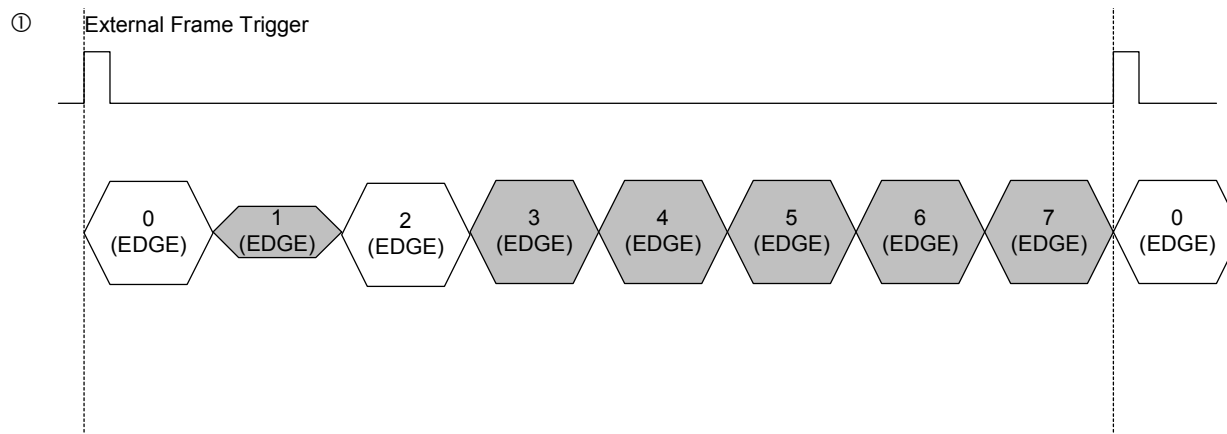 ① External Frame Trigger
0
(EDGE)
1
(EDGE)
2
(EDGE)
3
(EDGE)
4
(EDGE)
5
(EDGE)
6
(EDGE)
7
(EDGE)
0
(EDGE)